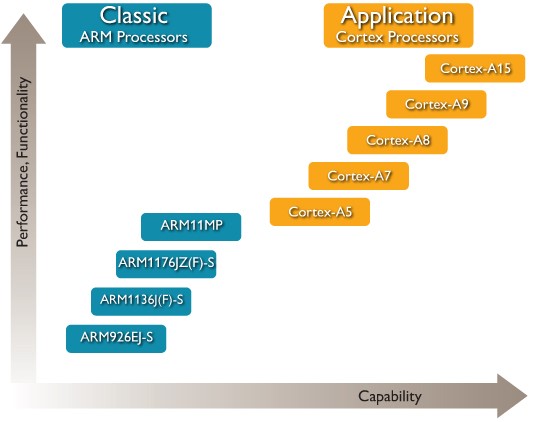 Classic
ARM Processors
Application
Cortex Processors
Cortex-A15
Cortex-A9
Cortex-A8
Cortex-A7
Cortex-A5
ARM11MP
ARM1176JZ(F)-S
ARM1136J(F)-S
ARM926EJ-S
Performance, Functionality
Capability